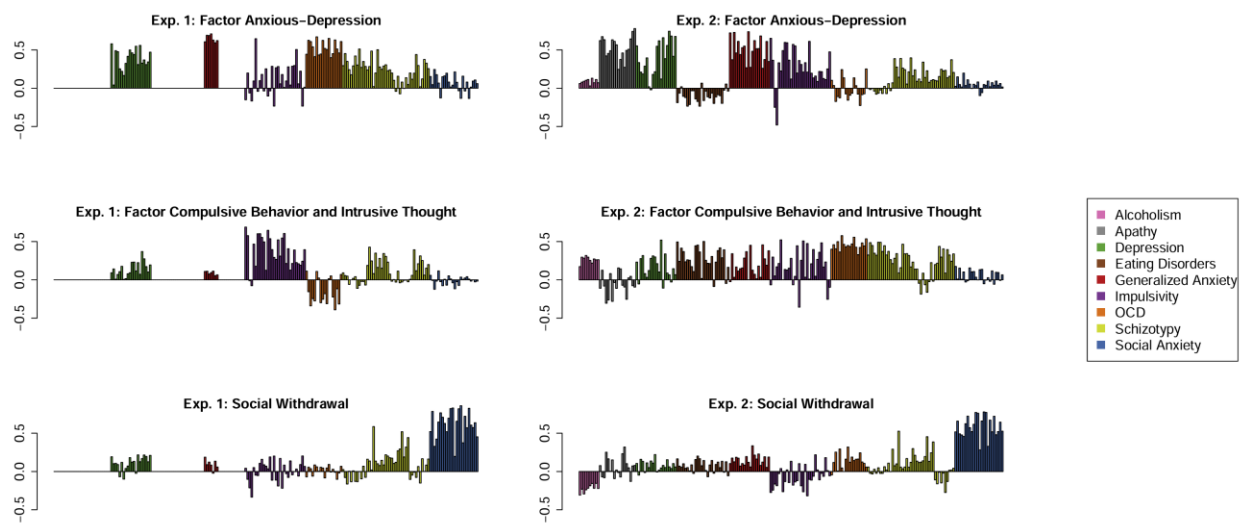 Exp. 1: Factor Anxious−Depression
0.5
0.0
−0.5
Exp. 2: Factor Anxious−Depression
0.5
0.0
−0.5
Exp. 1: Factor Compulsive Behavior and Intrusive Thought
0.5
0.0
−0.5
Exp. 2: Factor Compulsive Behavior and Intrusive Thought
0.5
0.0
−0.5
Exp. 1: Social Withdrawal
0.5
0.0
−0.5
Exp. 2: Social Withdrawal
0.5
0.0
−0.5
Alcoholism
Apathy
Depression
Eating Disorders
Generalized Anxiety
Impulsivity
OCD
Schizotypy
Social Anxiety